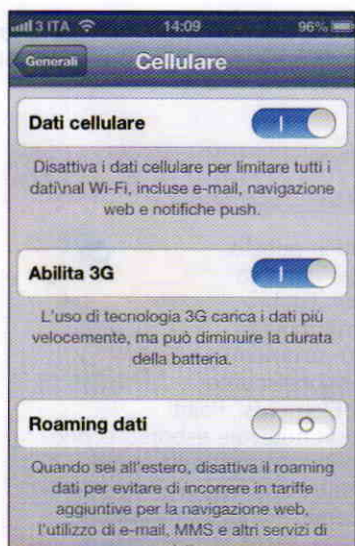 3 ITA 14:09 96%
Generali Cellulare
Dati cellulare
Disattiva i dati cellulare per limitare tutti i
dati\nal Wi-Fi, incluse e-mail, navigazione
web e notifiche push.
Abilita 3G
L'uso di tecnologia 3G carica i dati più
velocemente, ma può diminuire la durata
della batteria.
Roaming dati
Quando sei all'estero, disattiva il roaming
dati per evitare di incorrere in tariffe
aggiuntive per la navigazione web,
l'utilizzo di e-mail, MMS e altri servizi di